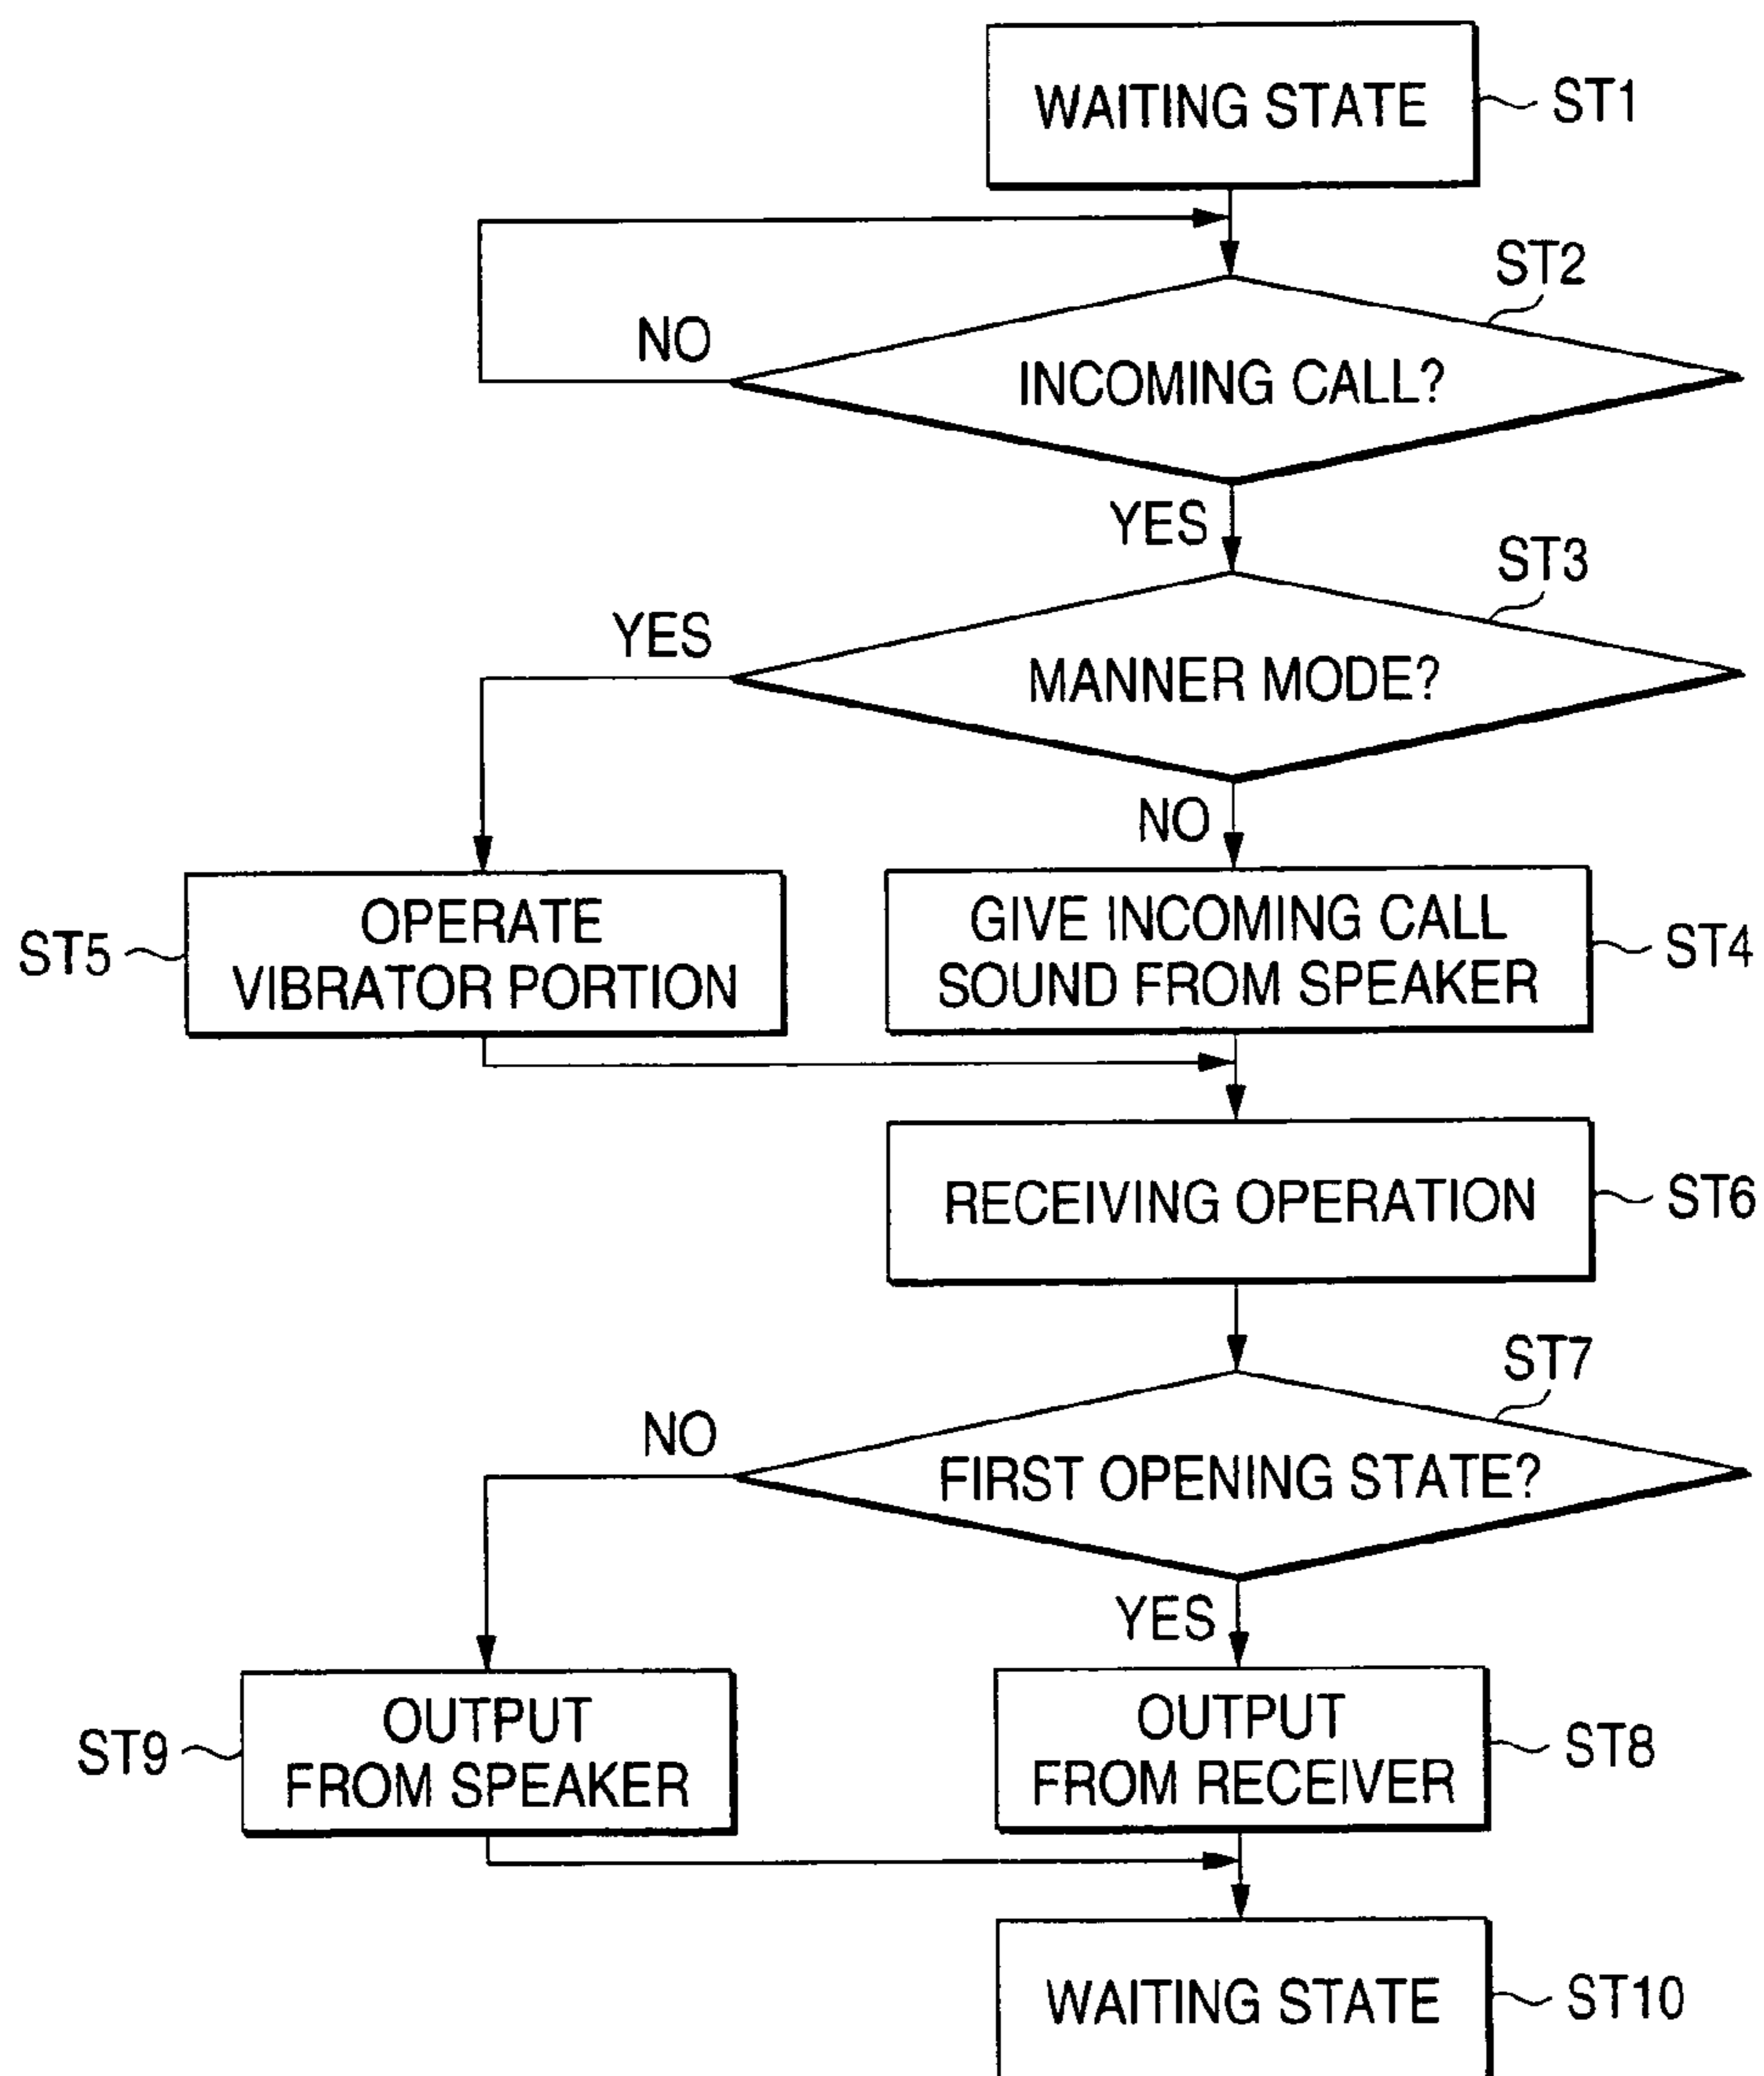 WAITING STATE
ST1
ST2
NO
INCOMING CALL?
YES
ST3
YES
MANNER MODE?
NO
ST5
OPERATE
VIBRATOR PORTION
GIVE INCOMING CALL
SOUND FROM SPEAKER
ST4
RECEIVING OPERATION
ST6
ST7
NO
FIRST OPENING STATE?
YES
ST9
OUTPUT
FROM SPEAKER
OUTPUT
FROM RECEIVER
ST8
WAITING STATE
ST10